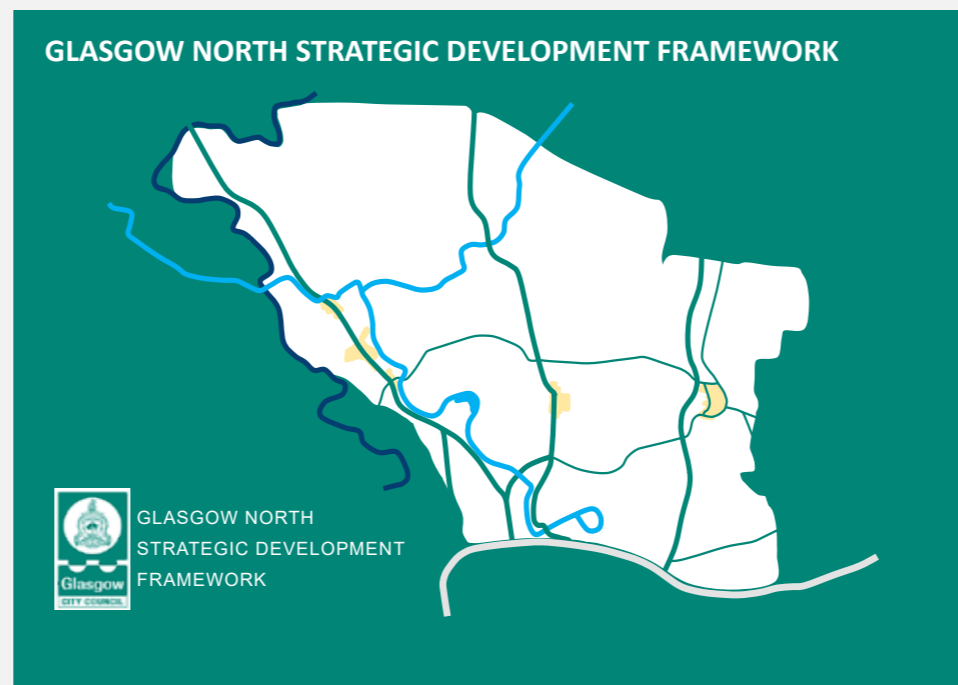 GLASGOW NORTH STRATEGIC DEVELOPMENT FRAMEWORK
GLASGOW NORTH
STRATEGIC DEVELOPMENT
FRAMEWORK
Glasgow
CITY COUNCIL